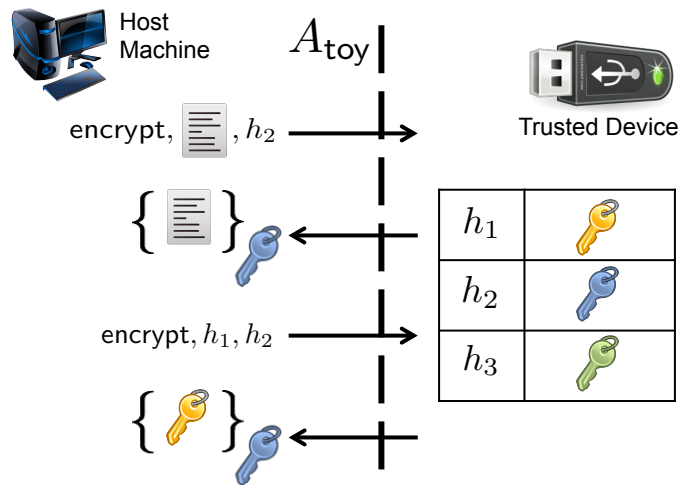 Host
Machine
A_toy
Trusted Device
encrypt, , h_2
{ }
h_1
h_2
encrypt, h_1, h_2
h_3
{ }